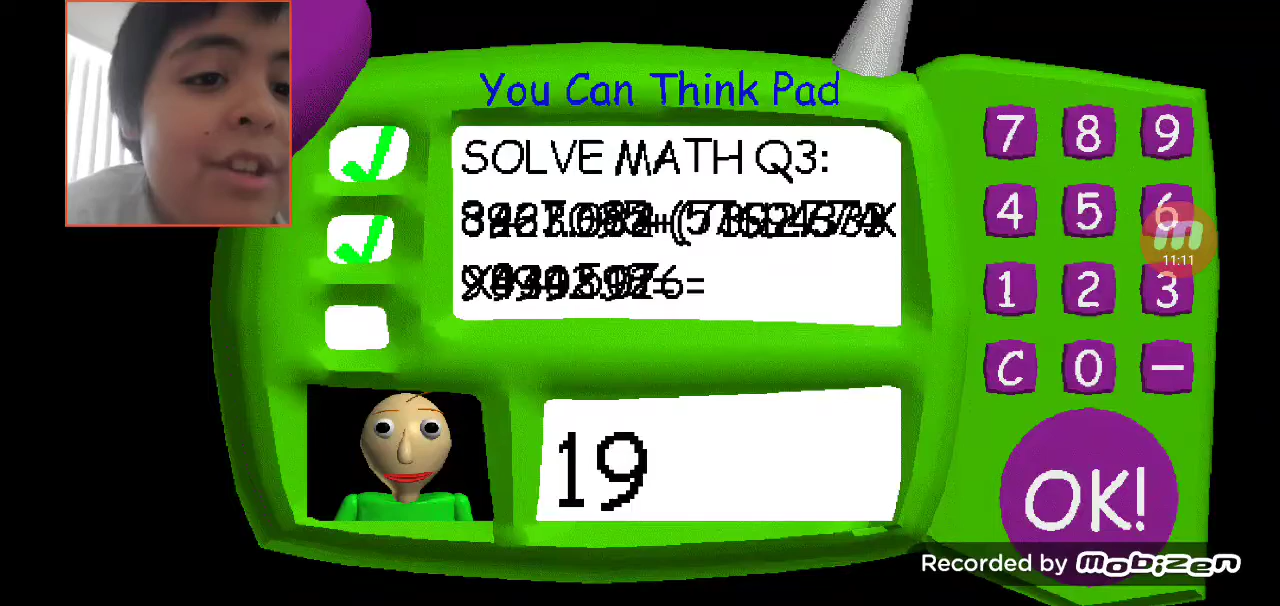 You Can Think Pad
SOLVE MATH Q3:
19
7 8 9
4 5 6
1 2 3
C 0 —
OK!
11:11
Recorded by mobizen